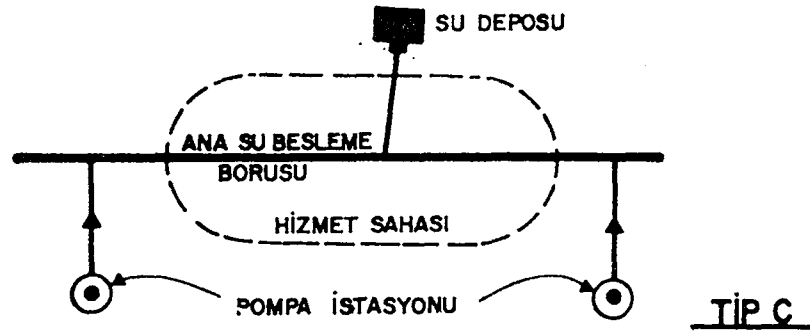 SU DEPOSU
ANA SU BESLEME
BORUSU
HİZMET SAHASI
POMPA İSTASYONU
TİP C